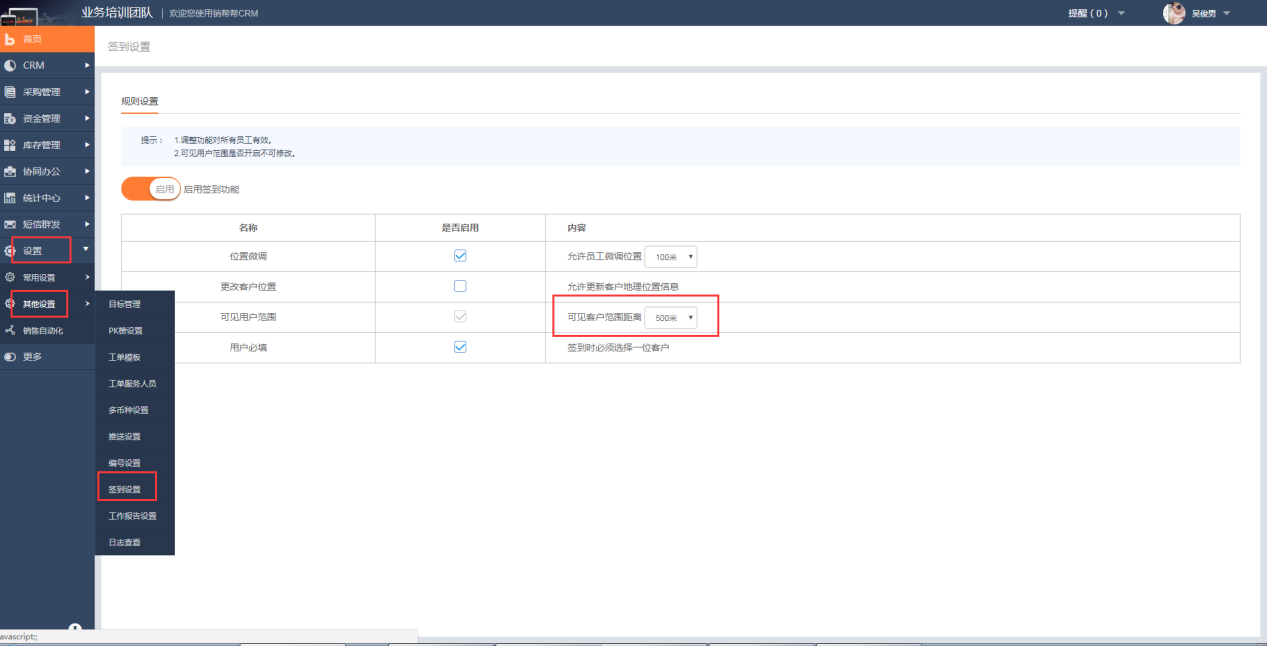 业务培训团队 | 欢迎您使用销帮帮CRM
提醒 ( 0 )
吴俊男
首页
CRM
采购管理
资金管理
库存管理
协同办公
统计中心
短信群发
设置
常用设置
其他设置
销售自动化
更多
目标管理
PK榜设置
工单模板
工单服务人员
多币种设置
推送设置
编号设置
签到设置
工作报告设置
日志查看
签到设置
规则设置
提示： 1.调整功能对所有员工有效。
2.可见用户范围是否开启不可修改。
启用 启用签到功能
名称 是否启用 内容
位置微调 允许员工微调位置 100米
更改客户位置 允许更新客户地理位置信息
可见用户范围 可见客户范围距离 500米
用户必填 签到时必须选择一位客户
avascript:;